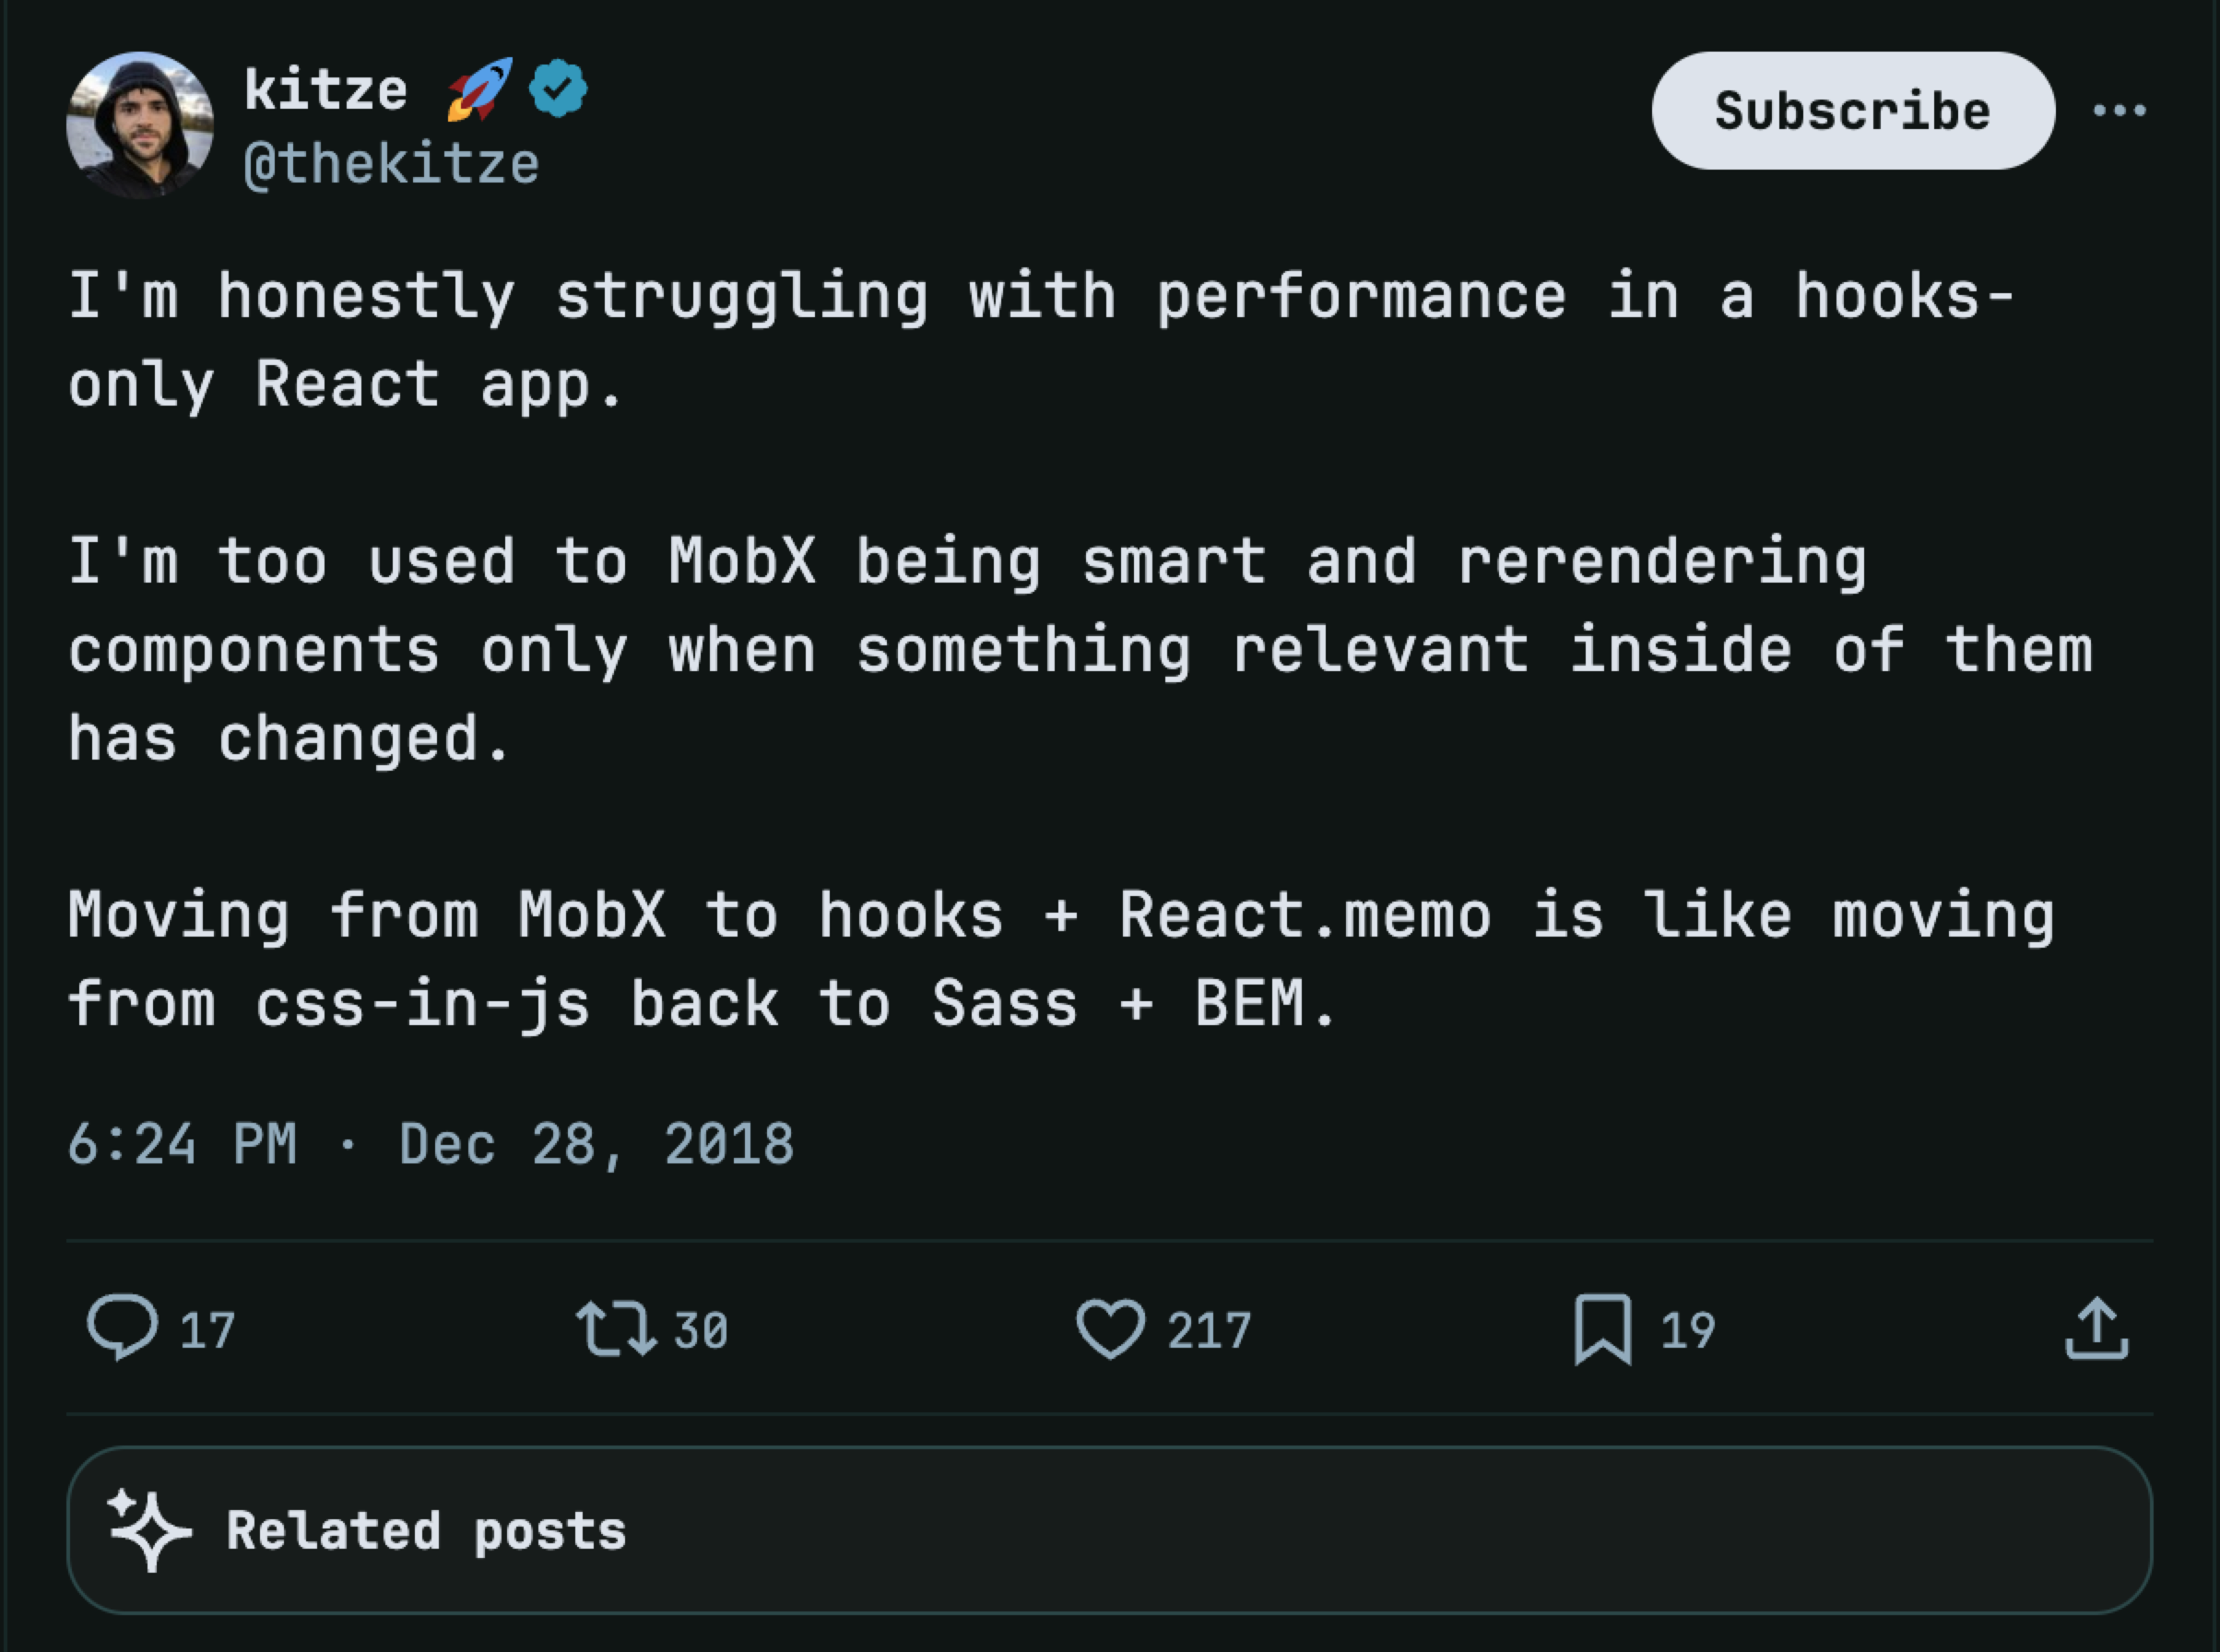 kitze 🚀
@thekitze
Subscribe
I'm honestly struggling with performance in a hooks-
only React app.
I'm too used to MobX being smart and rerendering
components only when something relevant inside of them
has changed.
Moving from MobX to hooks + React.memo is like moving
from css-in-js back to Sass + BEM.
6:24 PM · Dec 28, 2018
17 30 217 19
Related posts